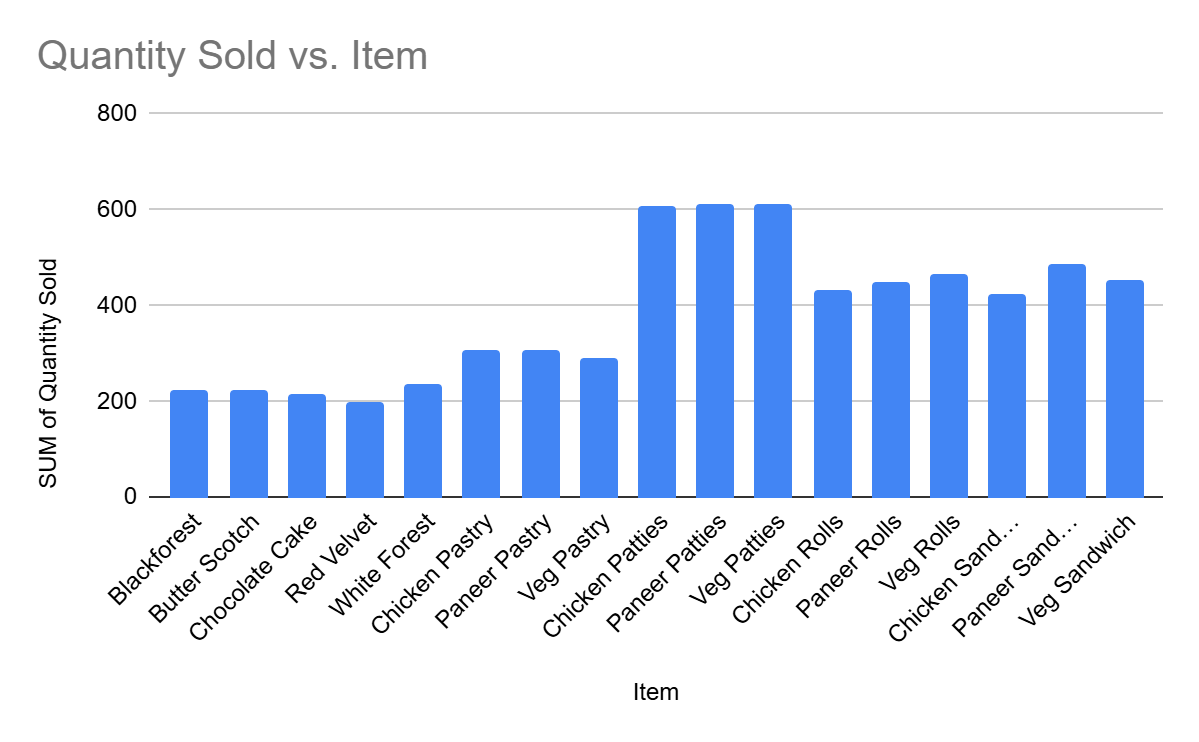 Quantity Sold vs. Item
SUM of Quantity Sold
800
600
400
200
0
Blackforest
Butter Scotch
Chocolate Cake
Red Velvet
White Forest
Chicken Pastry
Paneer Pastry
Veg Pastry
Chicken Patties
Paneer Patties
Veg Patties
Chicken Rolls
Paneer Rolls
Veg Rolls
Chicken Sand…
Paneer Sand…
Veg Sandwich
Item